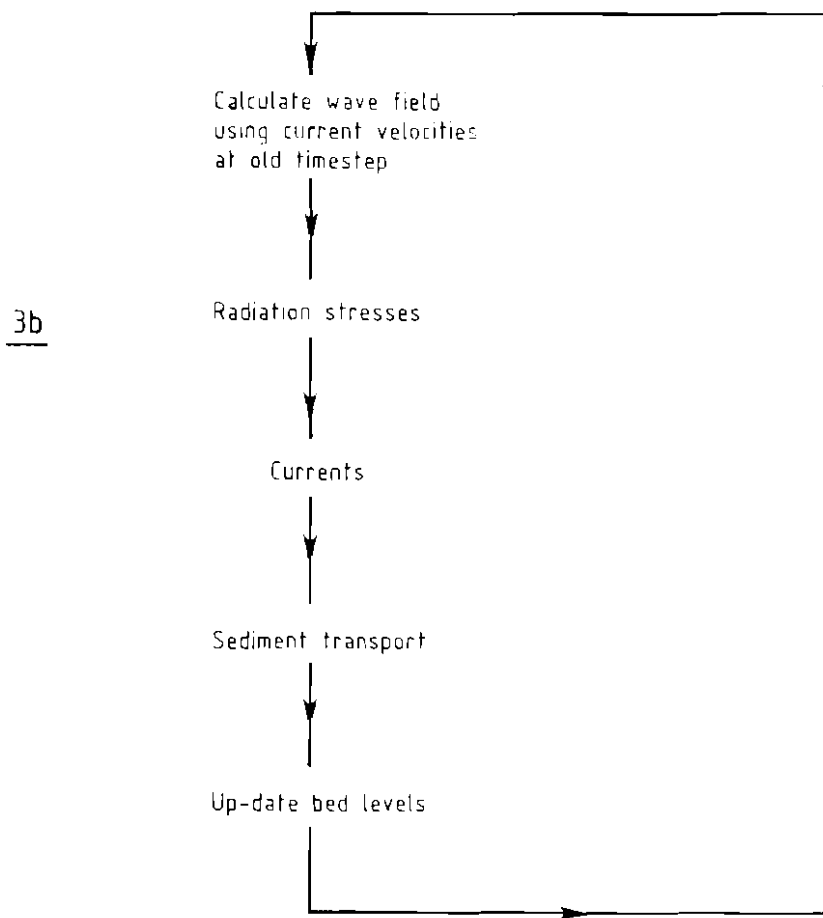 Calculate wave field
using current velocities
at old timestep
3b
Radiation stresses
Currents
Sediment transport
Up-date bed levels